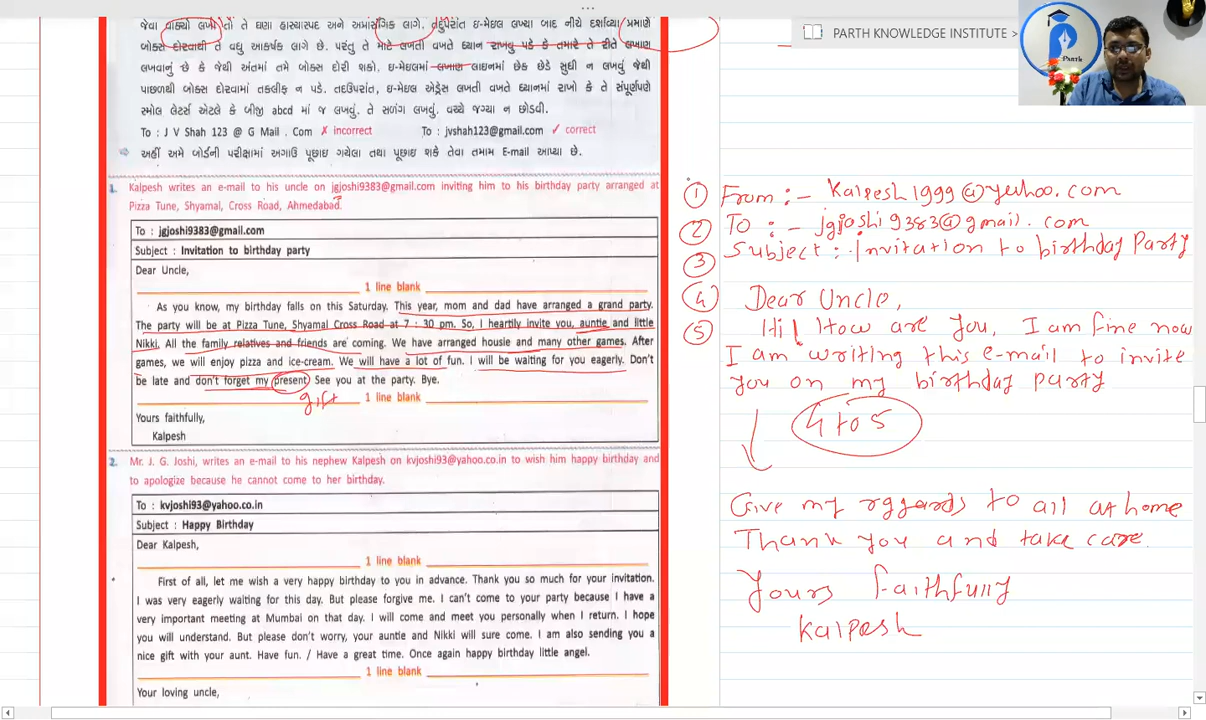 જેવા વાક્યો લખો તો તે ઘણા હાસ્યાસ્પદ અને અપ્રાસંગિક લાગે. તદુપરાંત ઇ-મેઇલ લખ્યા બાદ નીચે દર્શાવ્યા પ્રમાણે
બોક્સ દોરવાથી તે વધુ આકર્ષક લાગે છે. પરંતુ તે માટે લખતી વખતે ધ્યાન રાખવુ પડે કે તમારે તે રીતે લખાણ
લખવાનું છે કે જેથી અંતમાં તમે બોક્સ દોરી શકો. ઇ-મેઇલમાં લખાણ લાઇનમાં છેક છેડે સુધી ન લખવું જેથી
પાછળથી બોક્સ દોરવામાં તકલીફ ન પડે. તદઉપરાંત, ઇ-મેઇલ એડ્રેસ લખતી વખતે ધ્યાનમાં રાખો કે તે સંપૂર્ણપણે
સ્મોલ લેટર્સ એટલે કે બીજી abcd માં જ લખવું. તે સળંગ લખવું. વચ્ચે જગ્યા ન છોડવી.
To : J V Shah 123 @ G Mail . Com ✗ incorrect To : jvshah123@gmail.com ✓ correct
અહીં અમે બોર્ડની પરીક્ષામાં અગાઉ પૂછાઇ ગયેલા તથા પૂછાઇ શકે તેવા તમામ E-mail આપ્યા છે.
1. Kalpesh writes an e-mail to his uncle on jgjoshi9383@gmail.com inviting him to his birthday party arranged at
Pizza Tune, Shyamal, Cross Road, Ahmedabad.
To : jgjoshi9383@gmail.com
Subject : Invitation to birthday party
Dear Uncle,
1 line blank
As you know, my birthday falls on this Saturday. This year, mom and dad have arranged a grand party.
The party will be at Pizza Tune, Shyamal Cross Road at 7 : 30 pm. So, I heartily invite you, auntie and little
Nikki. All the family relatives and friends are coming. We have arranged housie and many other games. After
games, we will enjoy pizza and ice-cream. We will have a lot of fun. I will be waiting for you eagerly. Don't
be late and don't forget my present. See you at the party. Bye.
gift
1 line blank
Yours faithfully,
Kalpesh
2. Mr. J. G. Joshi, writes an e-mail to his nephew Kalpesh on kvjoshi93@yahoo.co.in to wish him happy birthday and
to apologize because he cannot come to her birthday.
To : kvjoshi93@yahoo.co.in
Subject : Happy Birthday
Dear Kalpesh,
1 line blank
First of all, let me wish a very happy birthday to you in advance. Thank you so much for your invitation.
I was very eagerly waiting for this day. But please forgive me. I can't come to your party because I have a
very important meeting at Mumbai on that day. I will come and meet you personally when I return. I hope
you will understand. But please don't worry, your auntie and Nikki will sure come. I am also sending you a
nice gift with your aunt. Have fun. / Have a great time. Once again happy birthday little angel.
1 line blank
Your loving uncle,
PARTH KNOWLEDGE INSTITUTE >
Parth
① From :- Kalpesh1999@yahoo.com
② To :- jgjoshi9383@gmail.com
③ Subject : Invitation to birthday Party
④ Dear Uncle,
⑤ Hi! How are you, I am fine now
I am writing this e-mail to invite
you on my birthday party
4 to 5
Give my rggards to all at home
Thank you and take care.
Yours faithfully
Kalpesh